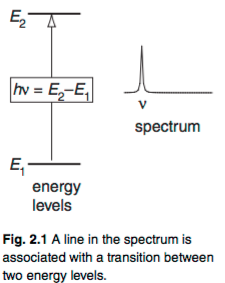 E₂
hν = E₂–E₁
ν
spectrum
E₁
energy
levels
Fig. 2.1 A line in the spectrum is
associated with a transition between
two energy levels.